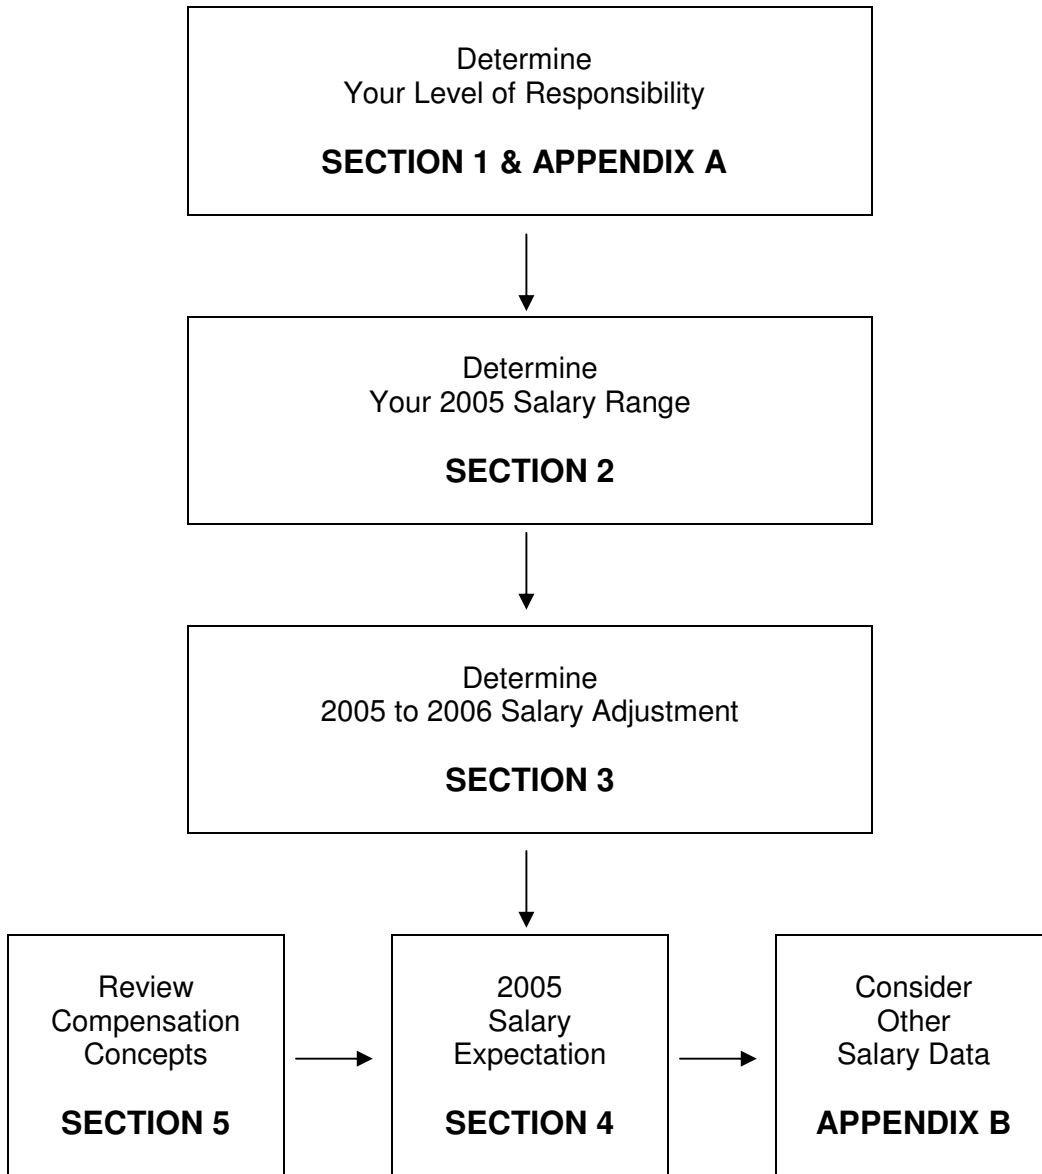 Determine
Your Level of Responsibility
SECTION 1 & APPENDIX A
Determine
Your 2005 Salary Range
SECTION 2
Determine
2005 to 2006 Salary Adjustment
SECTION 3
Review
Compensation
Concepts
SECTION 5
2005
Salary
Expectation
SECTION 4
Consider
Other
Salary Data
APPENDIX B